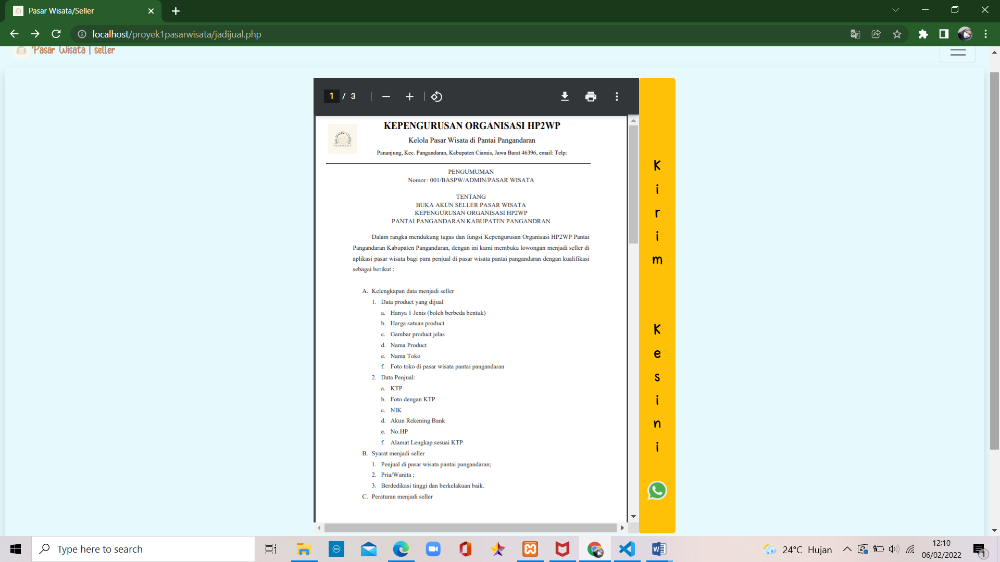 Pasar Wisata/Seller
localhost/proyek1pasarwisata/jadijual.php
Pasar Wisata | seller
1 / 3
KEPENGURUSAN ORGANISASI HP2WP
Kelola Pasar Wisata di Pantai Pangandaran
Pananjung, Kec. Pangandaran, Kabupaten Ciamis, Jawa Barat 46396, email: Telp:
PENGUMUMAN
Nomor : 001/BASPW/ADMIN/PASAR WISATA
TENTANG
BUKA AKUN SELLER PASAR WISATA
KEPENGURUSAN ORGANISASI HP2WP
PANTAI PANGANDARAN KABUPATEN PANGANDRAN
Dalam rangka mendukung tugas dan fungsi Kepengurusan Organisasi HP2WP Pantai
Pangandaran Kabupaten Pangandaran, dengan ini kami membuka lowongan menjadi seller di
aplikasi pasar wisata bagi para penjual di pasar wisata pantai pangandaran dengan kualifikasi
sebagai berikut :
A. Kelengkapan data menjadi seller
1. Data product yang dijual
a. Hanya 1 Jenis (boleh berbeda bentuk)
b. Harga satuan product
c. Gambar product jelas
d. Nama Product
e. Nama Toko
f. Foto toko di pasar wisata pantai pangandaran
2. Data Penjual:
a. KTP
b. Foto dengan KTP
c. NIK
d. Akun Rekening Bank
e. No.HP
f. Alamat Lengkap sesuai KTP
B. Syarat menjadi seller
1. Penjual di pasar wisata pantai pangandaran;
2. Pria/Wanita ;
3. Berdedikasi tinggi dan berkelakuan baik.
C. Peraturan menjadi seller
Kirim
Kesini
Type here to search
24°C Hujan
12:10
06/02/2022
1